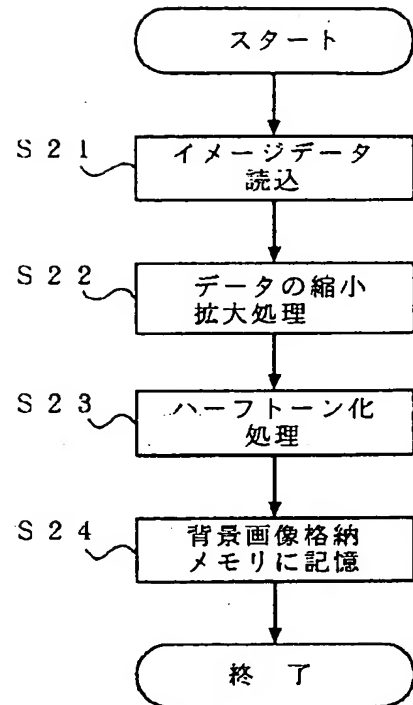 スタート
S21
イメージデータ
読込
S22
データの縮小
拡大処理
S23
ハーフトーン化
処理
S24
背景画像格納
メモリに記憶
終了